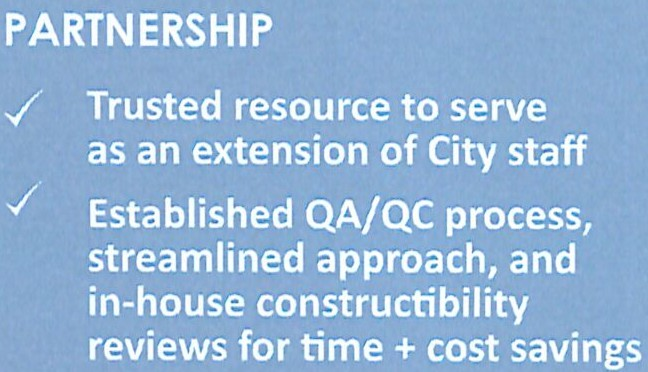 PARTNERSHIP
✓ Trusted resource to serve
as an extension of City staff
✓ Established QA/QC process,
streamlined approach, and
in-house constructibility
reviews for time + cost savings